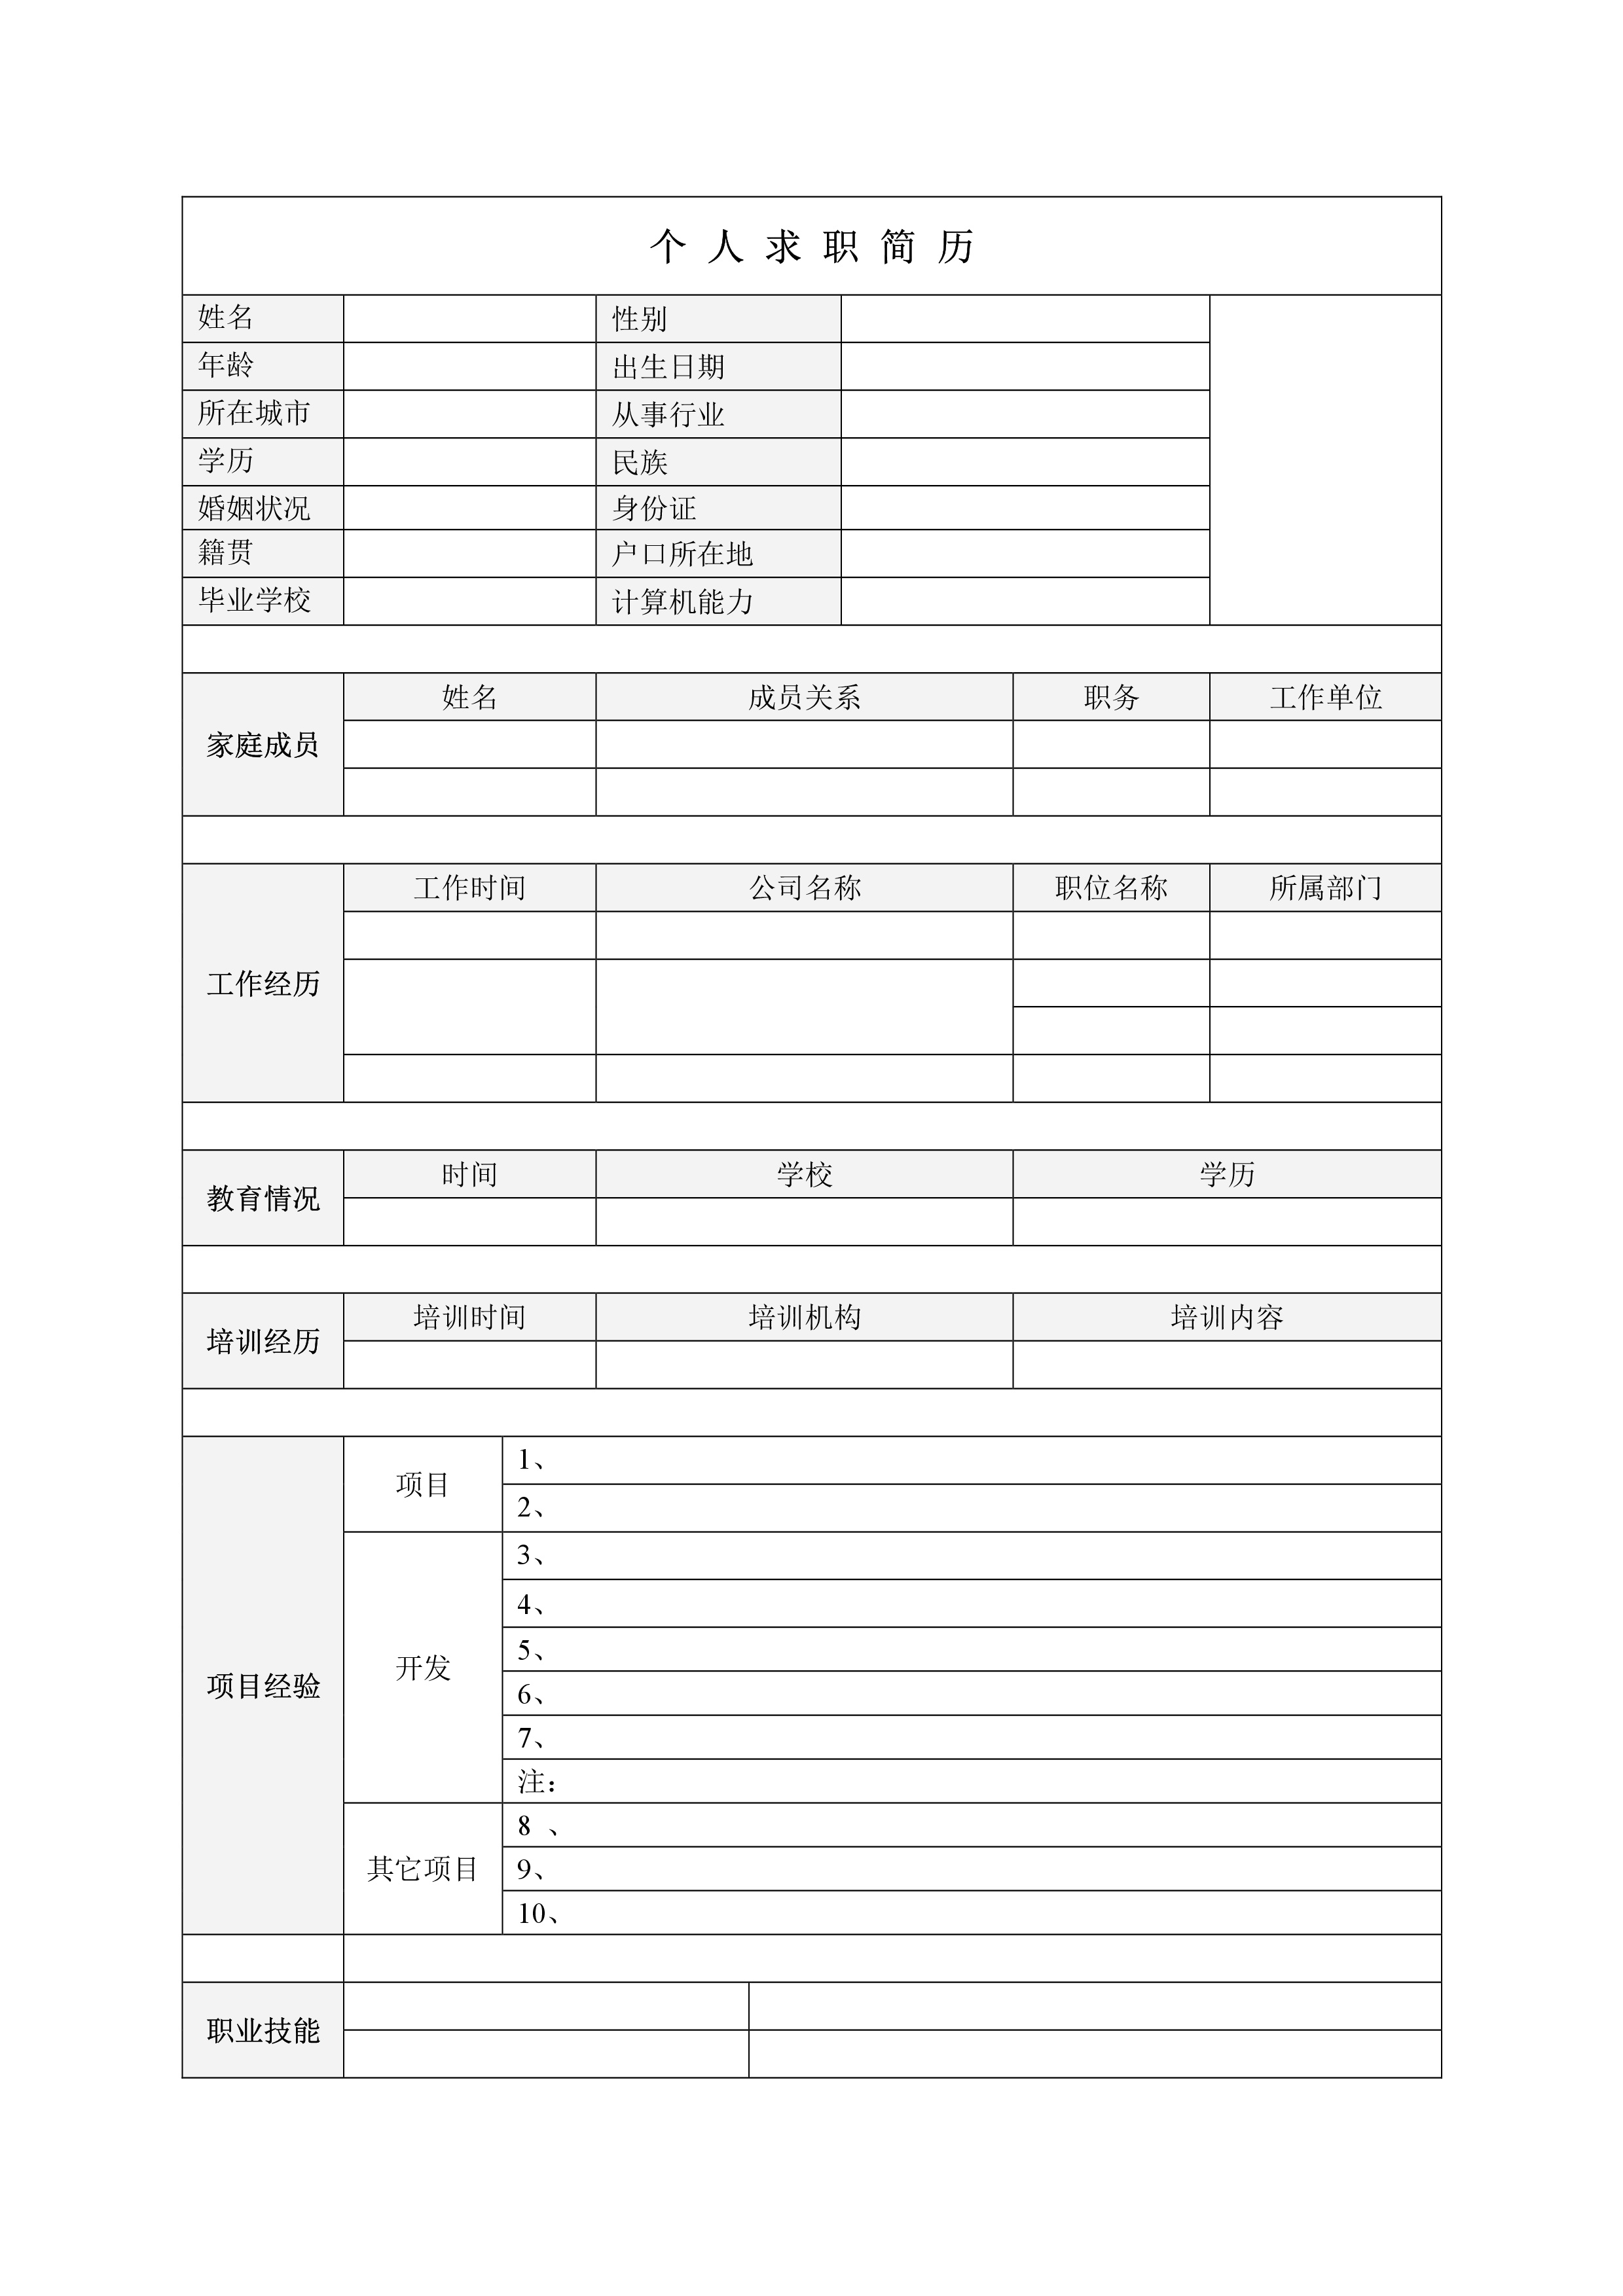 个 人 求 职 简 历
姓名 性别
年龄 出生日期
所在城市 从事行业
学历 民族
婚姻状况 身份证
籍贯 户口所在地
毕业学校 计算机能力
家庭成员 姓名 成员关系 职务 工作单位
工作经历 工作时间 公司名称 职位名称 所属部门
教育情况 时间 学校 学历
培训经历 培训时间 培训机构 培训内容
项目经验
项目
1、
2、
开发
3、
4、
5、
6、
7、
注：
其它项目
8 、
9、
10、
职业技能